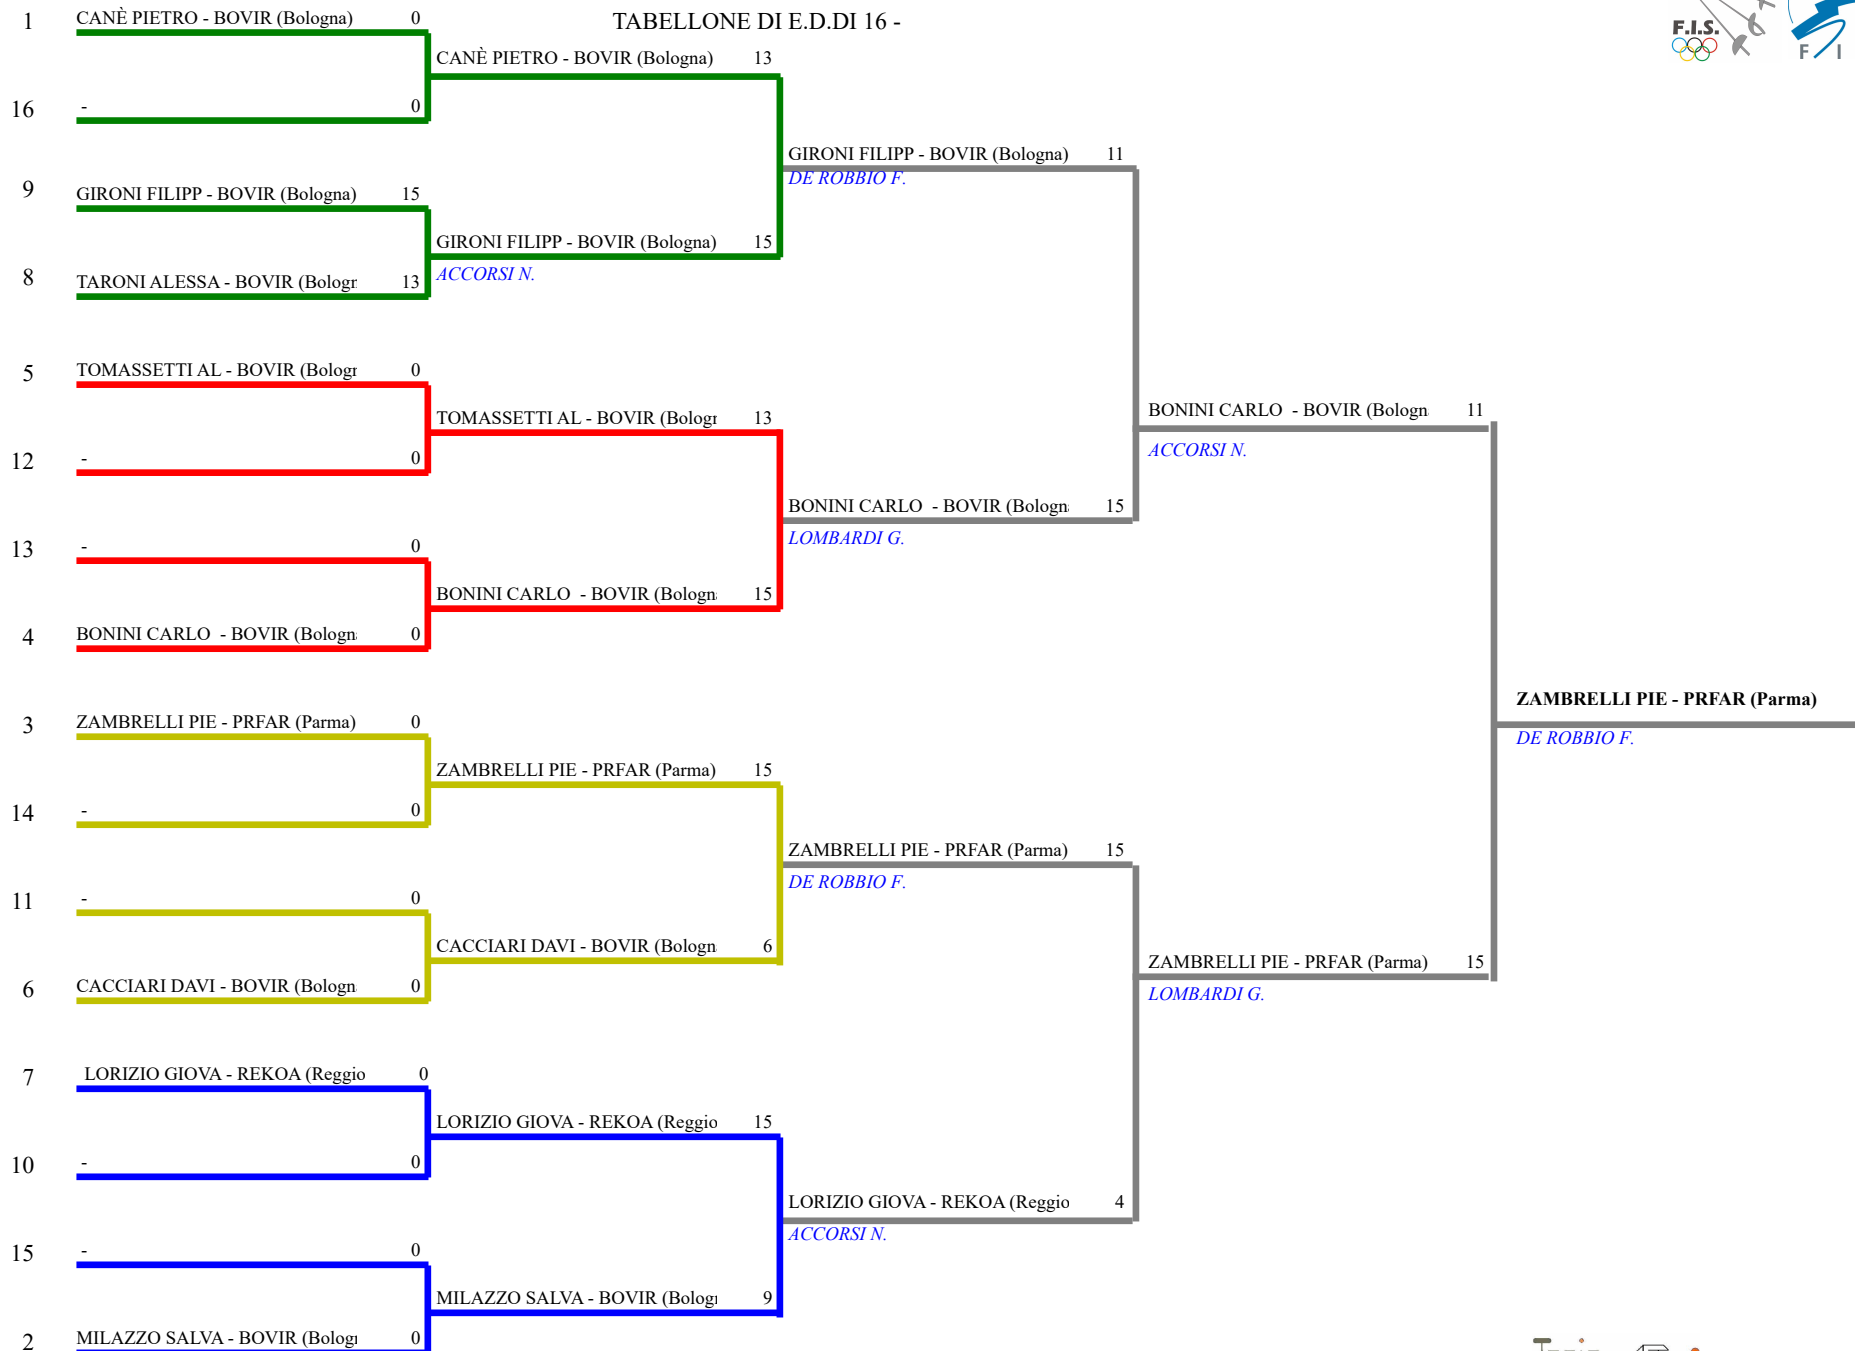 TABELLONE DI E.D.DI 16 -
F.I.S.
F I
1 CANÈ PIETRO - BOVIR (Bologna) 0
CANÈ PIETRO - BOVIR (Bologna) 13
16 - 0
GIRONI FILIPP - BOVIR (Bologna) 11
DE ROBBIO F.
9 GIRONI FILIPP - BOVIR (Bologna) 15
GIRONI FILIPP - BOVIR (Bologna) 15
ACCORSI N.
8 TARONI ALESSA - BOVIR (Bologr 13
5 TOMASSETTI AL - BOVIR (Bologr 0
TOMASSETTI AL - BOVIR (Bologr 13
BONINI CARLO - BOVIR (Bologn 11
ACCORSI N.
12 - 0
BONINI CARLO - BOVIR (Bologn 15
LOMBARDI G.
13 - 0
BONINI CARLO - BOVIR (Bologn 15
4 BONINI CARLO - BOVIR (Bologn 0
ZAMBRELLI PIE - PRFAR (Parma)
DE ROBBIO F.
3 ZAMBRELLI PIE - PRFAR (Parma) 0
ZAMBRELLI PIE - PRFAR (Parma) 15
14 - 0
ZAMBRELLI PIE - PRFAR (Parma) 15
DE ROBBIO F.
11 - 0
CACCIARI DAVI - BOVIR (Bologn 6
ZAMBRELLI PIE - PRFAR (Parma) 15
LOMBARDI G.
6 CACCIARI DAVI - BOVIR (Bologn 0
7 LORIZIO GIOVA - REKOA (Reggio 0
LORIZIO GIOVA - REKOA (Reggio 15
10 - 0
LORIZIO GIOVA - REKOA (Reggio 4
ACCORSI N.
15 - 0
MILAZZO SALVA - BOVIR (Bologr 9
2 MILAZZO SALVA - BOVIR (Bologr 0